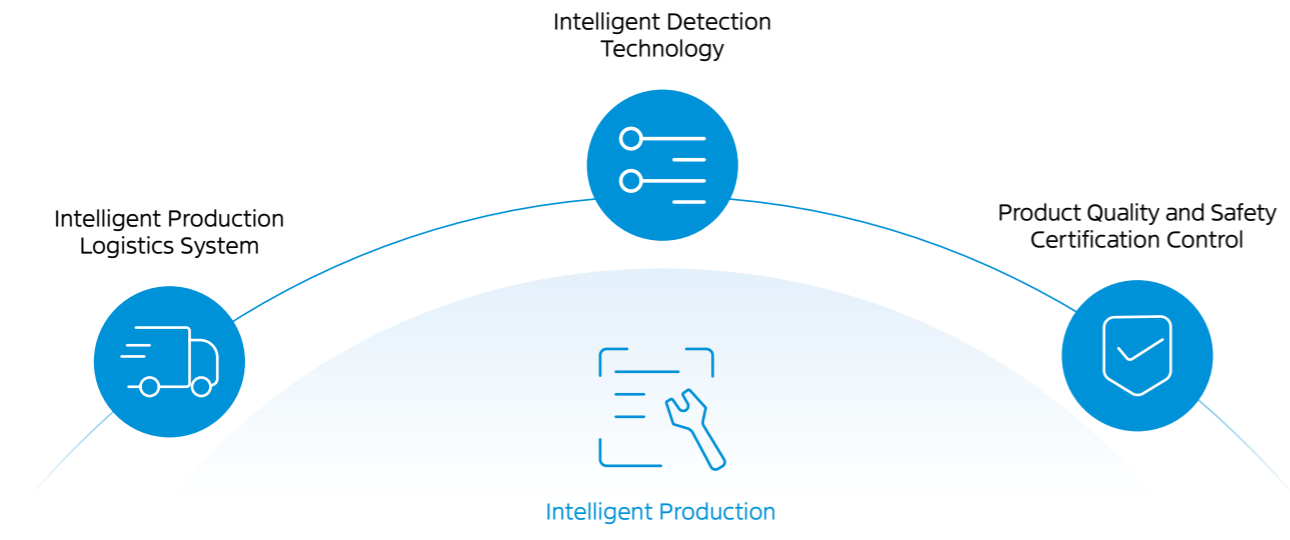 Intelligent Detection
Technology
Intelligent Production
Logistics System
Product Quality and Safety
Certification Control
Intelligent Production